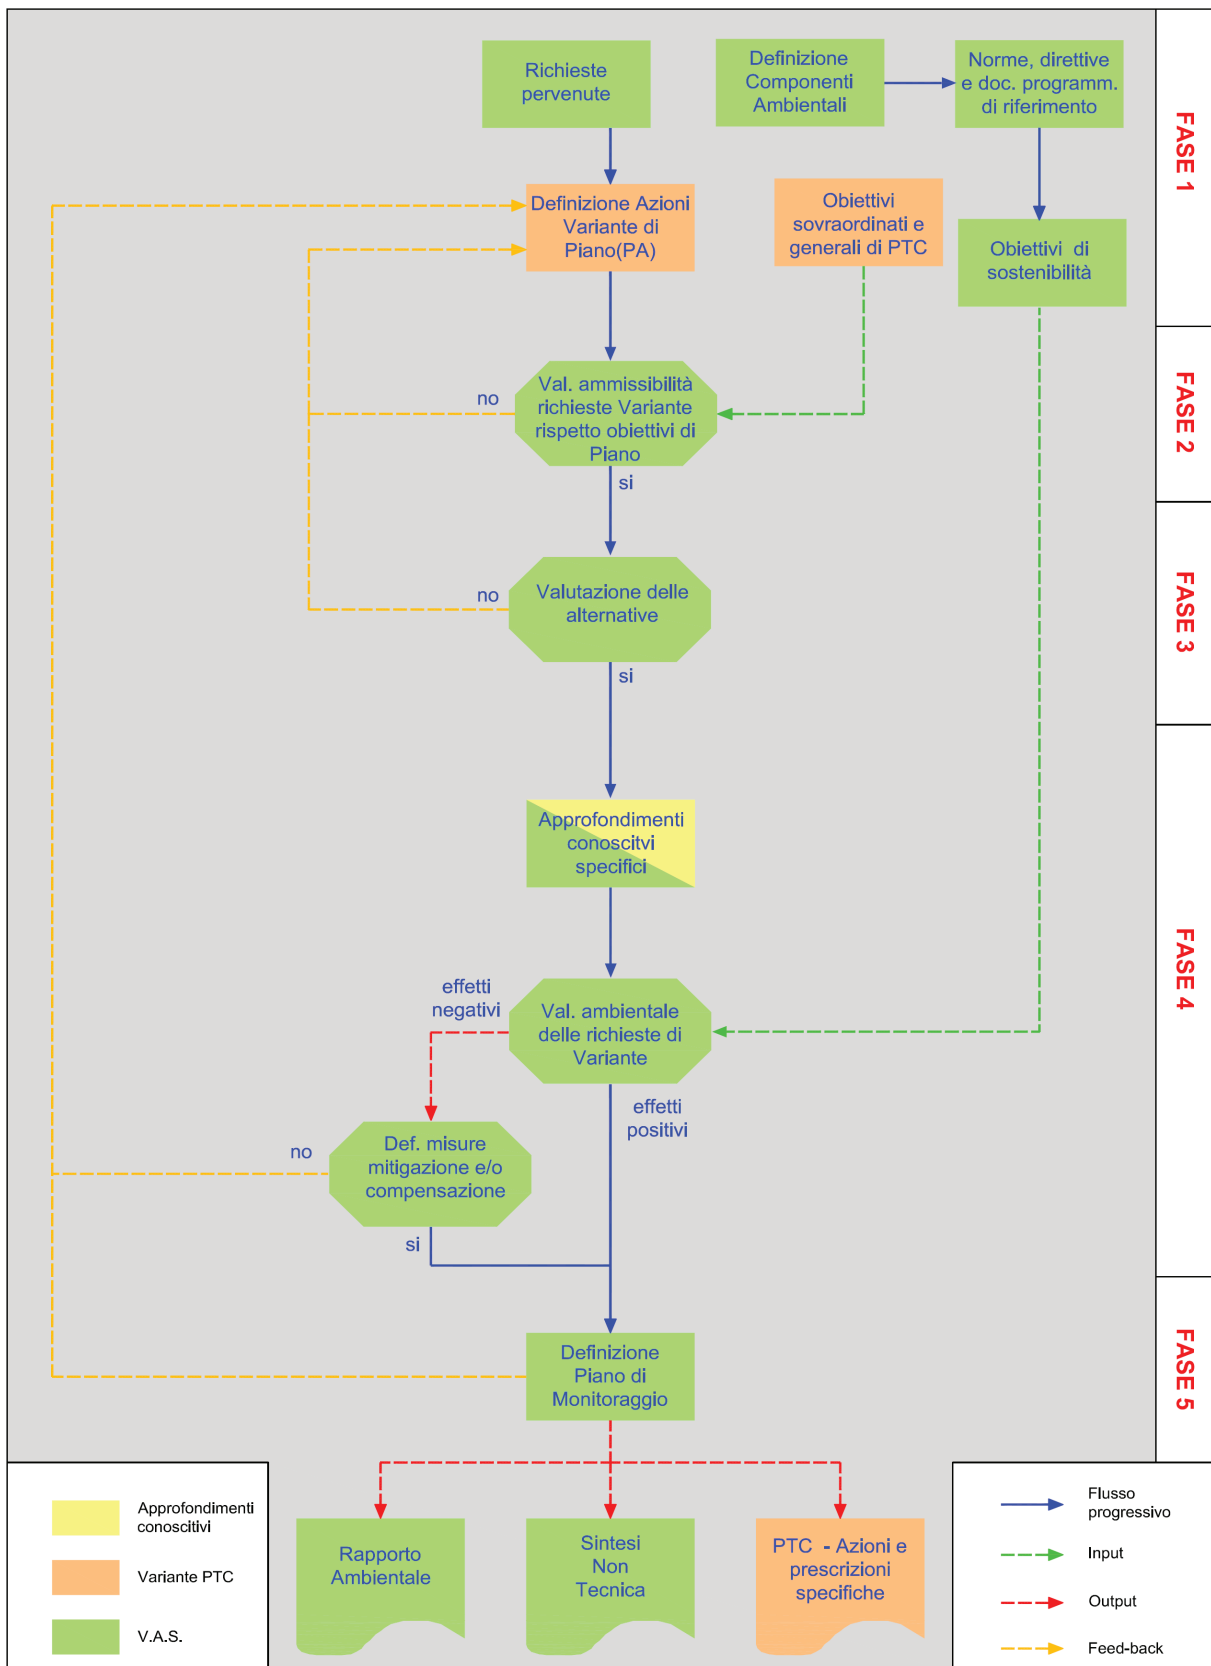 Richieste
pervenute
Definizione
Componenti
Ambientali
Norme, direttive
e doc. programm.
di riferimento
FASE 1
Definizione Azioni
Variante di
Piano(PA)
Obiettivi
sovraordinati e
generali di PTC
Obiettivi di
sostenibilità
FASE 2
Val. ammissibilità
richieste Variante
rispetto obiettivi di
Piano
no
si
FASE 3
Valutazione delle
alternative
no
si
FASE 4
Approfondimenti
conoscitvi
specifici
effetti
negativi
Val. ambientale
delle richieste di
Variante
effetti
positivi
no
Def. misure
mitigazione e/o
compensazione
si
FASE 5
Definizione
Piano di
Monitoraggio
Rapporto
Ambientale
Sintesi
Non
Tecnica
PTC - Azioni e
prescrizioni
specifiche
Approfondimenti
conoscitivi
Variante PTC
V.A.S.
Flusso
progressivo
Input
Output
Feed-back